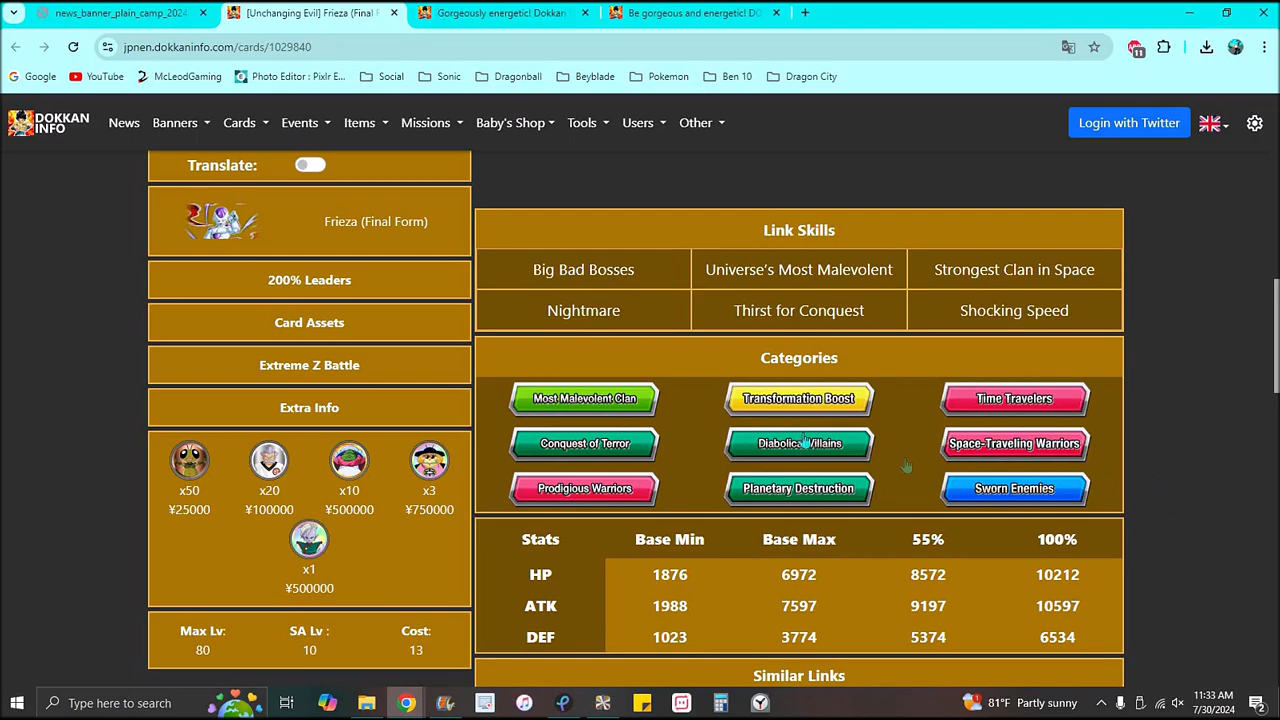 news_banner_plain_camp_2024
[Unchanging Evil] Frieza (Final F
Gorgeously energetic! Dokkan
Be gorgeous and energetic! DO
jpnen.dokkaninfo.com/cards/1029840
11
Google
YouTube
McLeodGaming
Photo Editor : Pixlr E...
Social
Sonic
Dragonball
Beyblade
Pokemon
Ben 10
Dragon City
DOKKAN
INFO
News
Banners
Cards
Events
Items
Missions
Baby's Shop
Tools
Users
Other
Login with Twitter
Translate:
Frieza (Final Form)
200% Leaders
Card Assets
Extreme Z Battle
Extra Info
x50 x20 x10 x3
¥25000 ¥100000 ¥500000 ¥750000
x1
¥500000
Max Lv: SA Lv : Cost:
80 10 13
Link Skills
Big Bad Bosses Universe's Most Malevolent Strongest Clan in Space
Nightmare Thirst for Conquest Shocking Speed
Categories
Most Malevolent Clan Transformation Boost Time Travelers
Conquest of Terror Diabolical Villains Space-Traveling Warriors
Prodigious Warriors Planetary Destruction Sworn Enemies
Stats Base Min Base Max 55% 100%
HP 1876 6972 8572 10212
ATK 1988 7597 9197 10597
DEF 1023 3774 5374 6534
Similar Links
Type here to search
81°F Partly sunny
11:33 AM
7/30/2024
2